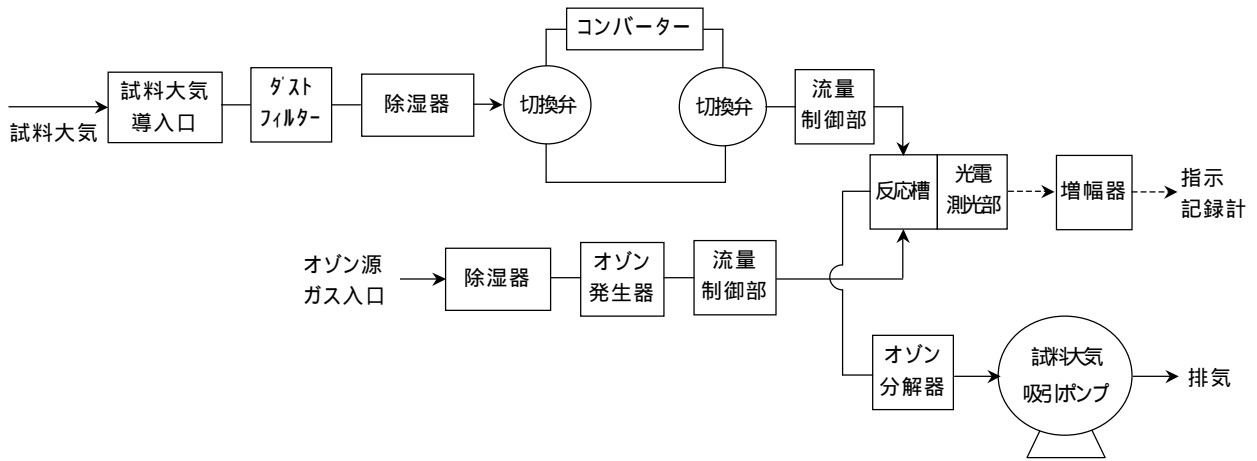 コンバーター
試料大気
試料大気
導入口
ダスト
フィルター
除湿器
切換弁
切換弁
流量
制御部
反応槽
光電
測光部
増幅器
指示
記録計
オゾン源
ガス入口
除湿器
オゾン
発生器
流量
制御部
オゾン
分解器
試料大気
吸引ポンプ
排気